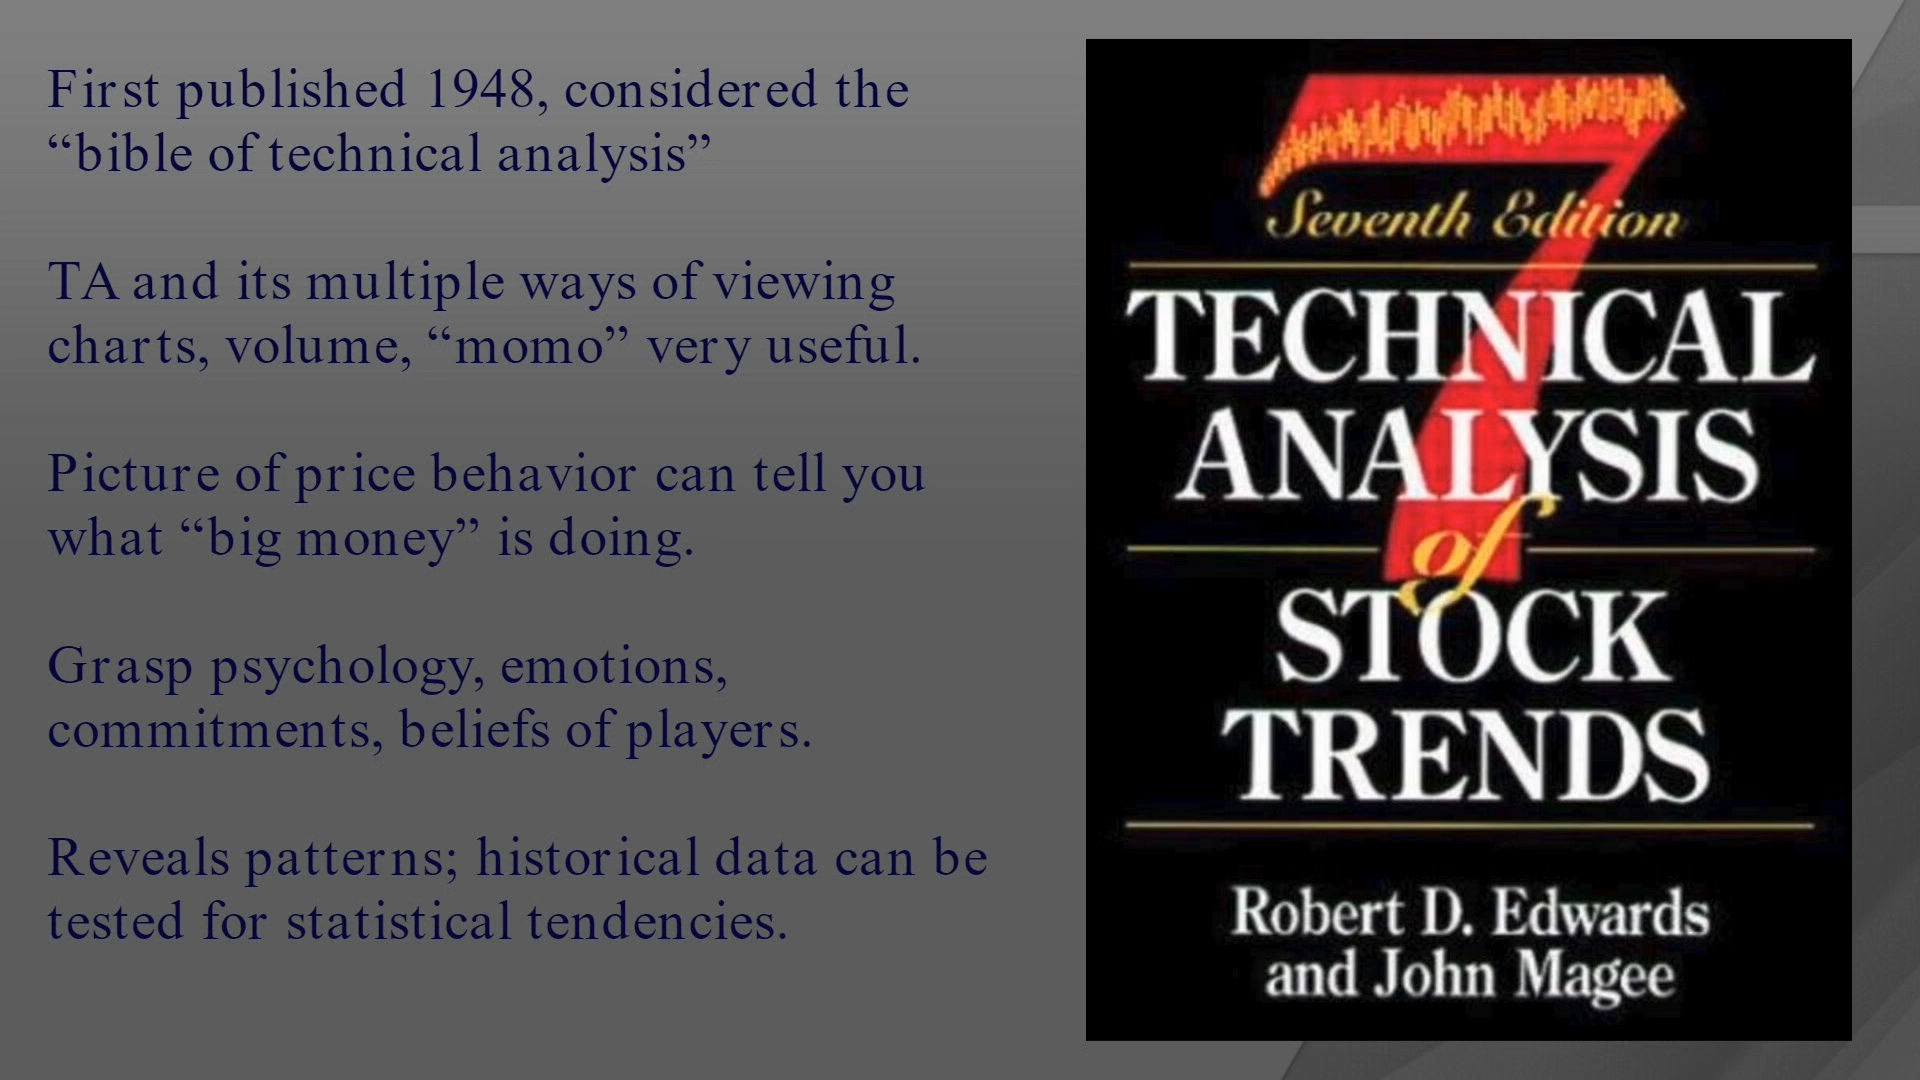 First published 1948, considered the
“bible of technical analysis”
TA and its multiple ways of viewing
charts, volume, “momo” very useful.
Picture of price behavior can tell you
what “big money” is doing.
Grasp psychology, emotions,
commitments, beliefs of players.
Reveals patterns; historical data can be
tested for statistical tendencies.
7
Seventh Edition
TECHNICAL
ANALYSIS
of
STOCK
TRENDS
Robert D. Edwards
and John Magee